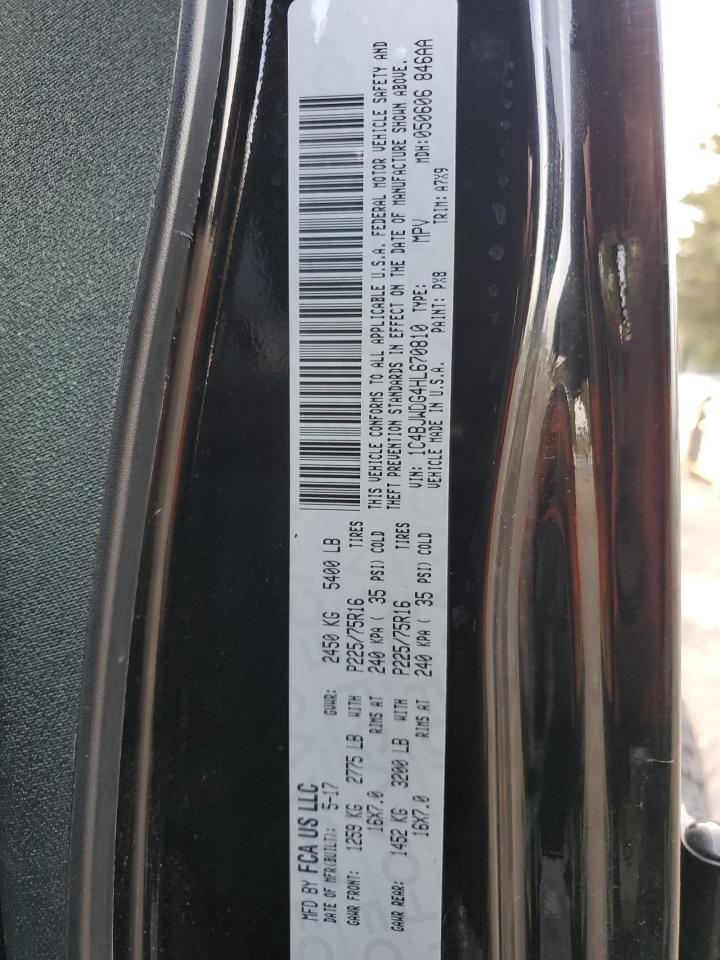 MFD BY FCA US LLC
DATE OF MFR(BUILT): 5-17 GVWR: 2450 KG 5400 LB
GAWR FRONT: 1259 KG 2775 LB WITH P225/75R16 TIRES
16X7.0 RIMS AT 240 KPA ( 35 PSI) COLD
GAWR REAR: 1452 KG 3200 LB WITH P225/75R16 TIRES
16X7.0 RIMS AT 240 KPA ( 35 PSI) COLD
THIS VEHICLE CONFORMS TO ALL APPLICABLE U.S.A. FEDERAL MOTOR VEHICLE SAFETY AND
THEFT PREVENTION STANDARDS IN EFFECT ON THE DATE OF MANUFACTURE SHOWN ABOVE.
VIN: 1C4BJWDG4HL670810 TYPE: MPV MDH:050606 846AA
VEHICLE MADE IN U.S.A. PAINT: PX8 TRIM: A7X9